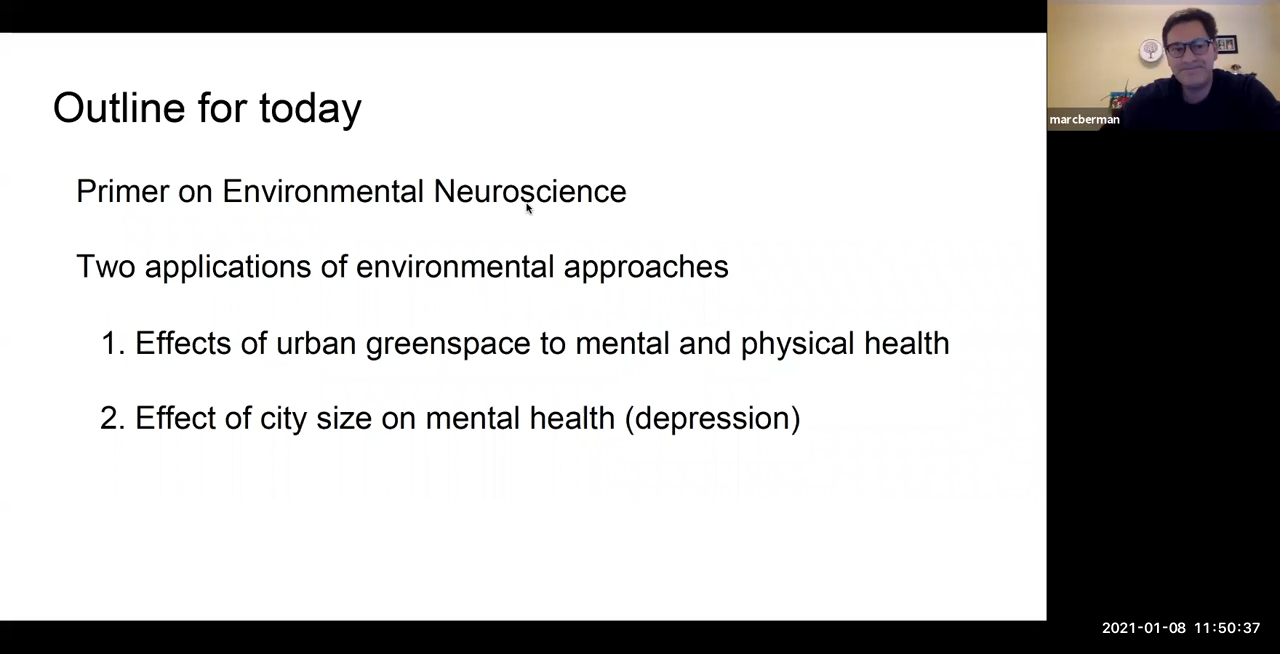 Outline for today
Primer on Environmental Neuroscience
Two applications of environmental approaches
1. Effects of urban greenspace to mental and physical health
2. Effect of city size on mental health (depression)
marcberman
2021-01-08 11:50:37